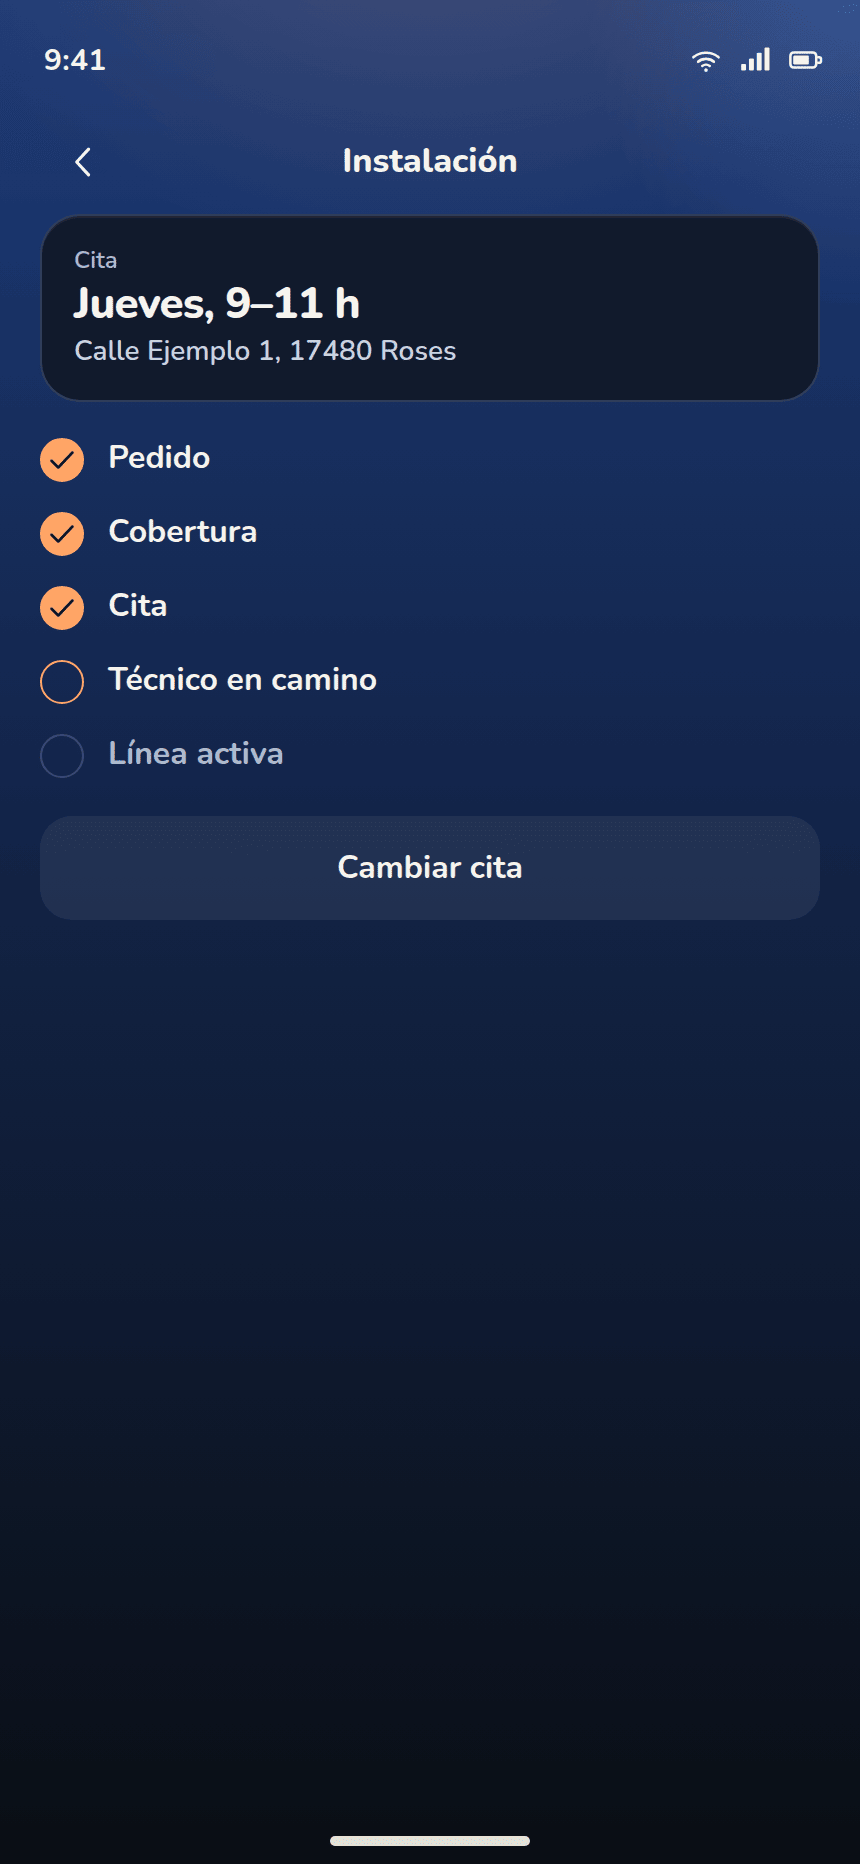 9:41
Instalación
Cita
Jueves, 9–11 h
Calle Ejemplo 1, 17480 Roses
Pedido
Cobertura
Cita
Técnico en camino
Línea activa
Cambiar cita